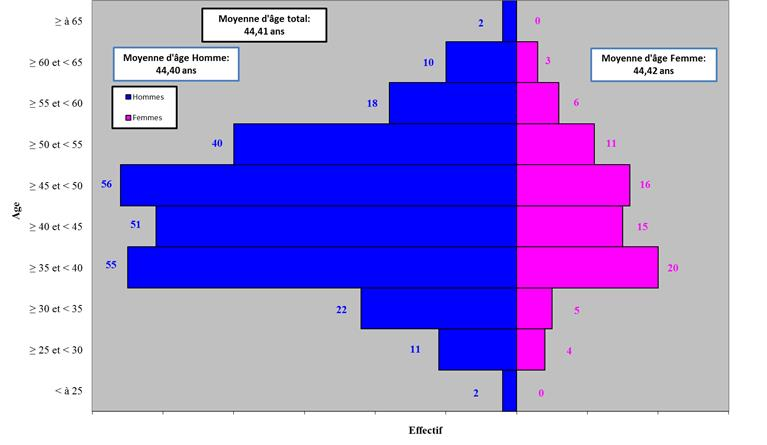 Moyenne d'âge total:
44,41 ans
Moyenne d'âge Homme:
44,40 ans
Moyenne d'âge Femme:
44,42 ans
Hommes
Femmes
Age
≥ à 65
2
0
≥ 60 et < 65
10
3
≥ 55 et < 60
18
6
≥ 50 et < 55
40
11
≥ 45 et < 50
56
16
≥ 40 et < 45
51
15
≥ 35 et < 40
55
20
≥ 30 et < 35
22
5
≥ 25 et < 30
11
4
< à 25
2
0
Effectif